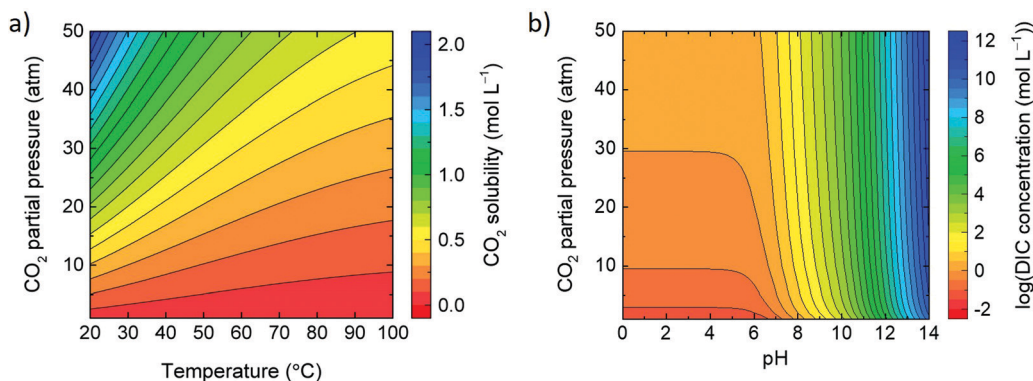 a)
CO₂ partial pressure (atm)
50
40
30
20
10
20 30 40 50 60 70 80 90 100
Temperature (°C)
2.0
1.5
1.0
0.5
0.0
CO₂ solubility (mol L⁻¹)
b)
CO₂ partial pressure (atm)
50
40
30
20
10
0 2 4 6 8 10 12 14
pH
12
10
8
6
4
2
0
-2
log(DIC concentration (mol L⁻¹)